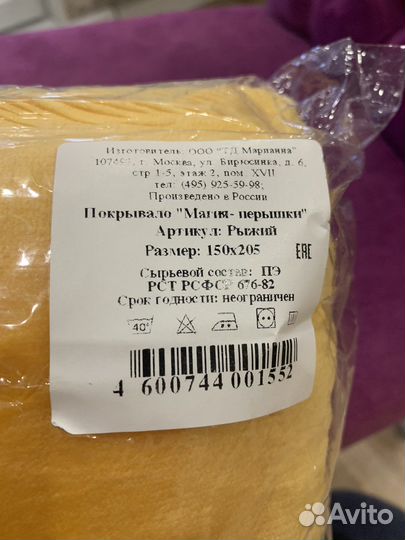 Изготовитель: ООО "ТД Марианна"
107497, г. Москва, ул. Бирюсинка, д. 6,
стр 1-5, этаж 2, пом XVII
тел: (495) 925-59-98;
Произведено в России
Покрывало "Магия- перышки"
Артикул: Рыжий
Размер: 150х205
EAC
Сырьевой состав: ПЭ
РСТ РСФСР 676-82
Срок годности: неограничен
40°
4 600744 001552
Avito